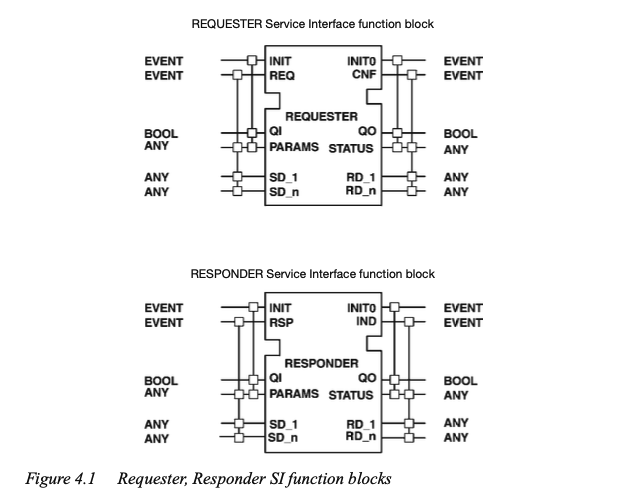 REQUESTER Service Interface function block
EVENT INIT INIT0 EVENT
EVENT REQ CNF EVENT
REQUESTER
BOOL QI QO BOOL
ANY PARAMS STATUS ANY
ANY SD_1 RD_1 ANY
ANY SD_n RD_n ANY
RESPONDER Service Interface function block
EVENT INIT INIT0 EVENT
EVENT RSP IND EVENT
RESPONDER
BOOL QI QO BOOL
ANY PARAMS STATUS ANY
ANY SD_1 RD_1 ANY
ANY SD_n RD_n ANY
Figure 4.1 Requester, Responder SI function blocks